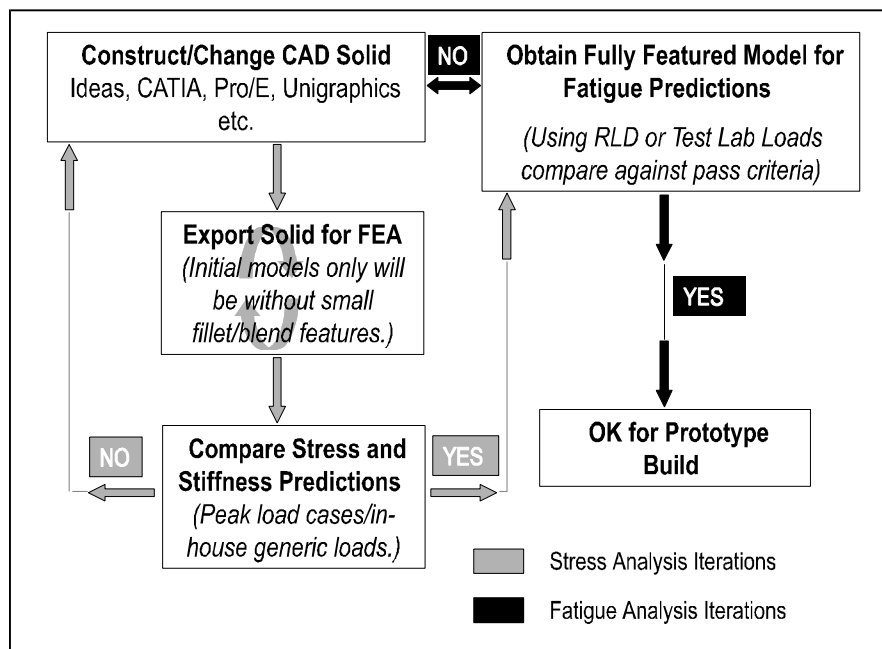 Construct/Change CAD Solid
Ideas, CATIA, Pro/E, Unigraphics
etc.
NO
Obtain Fully Featured Model for
Fatigue Predictions
(Using RLD or Test Lab Loads
compare against pass criteria)
Export Solid for FEA
(Initial models only will
be without small
fillet/blend features.)
YES
NO
Compare Stress and
Stiffness Predictions
(Peak load cases/in-
house generic loads.)
YES
OK for Prototype
Build
Stress Analysis Iterations
Fatigue Analysis Iterations